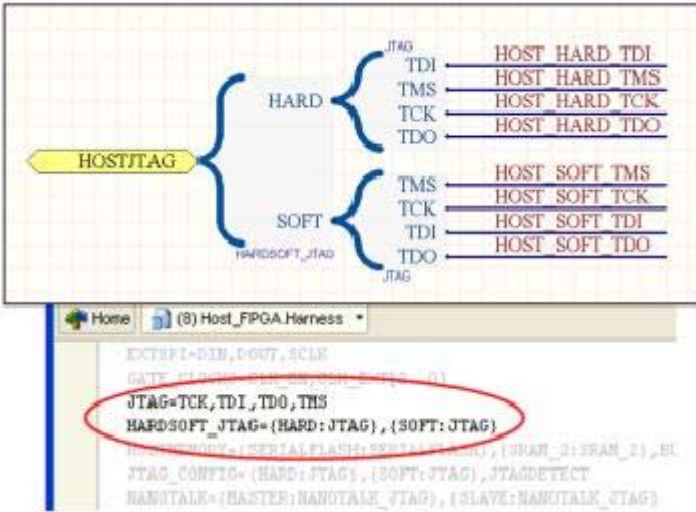 JTAG
TDI HOST_HARD_TDI
TMS HOST_HARD_TMS
HARD
TCK HOST_HARD_TCK
TDO HOST_HARD_TDO
HOSTJTAG
TMS HOST_SOFT_TMS
TCK HOST_SOFT_TCK
SOFT
TDI HOST_SOFT_TDI
HARDSOFT_JTAG
TDO HOST_SOFT_TDO
JTAG
Home (8) Host_FPGA.Harness
EXTSPI=DIN,DOUT,SCLK
JTAG=TCK,TDI,TDO,TMS
HARDSOFT_JTAG={HARD:JTAG},{SOFT:JTAG}
{SRAM_2:SRAM_2},
JTAG_CONFIG={HARD:JTAG},{SOFT:JTAG},JTAGDETECT
NANOTALK={MASTER:NANOTALK_JTAG},{SLAVE:NANOTALK_JTAG}